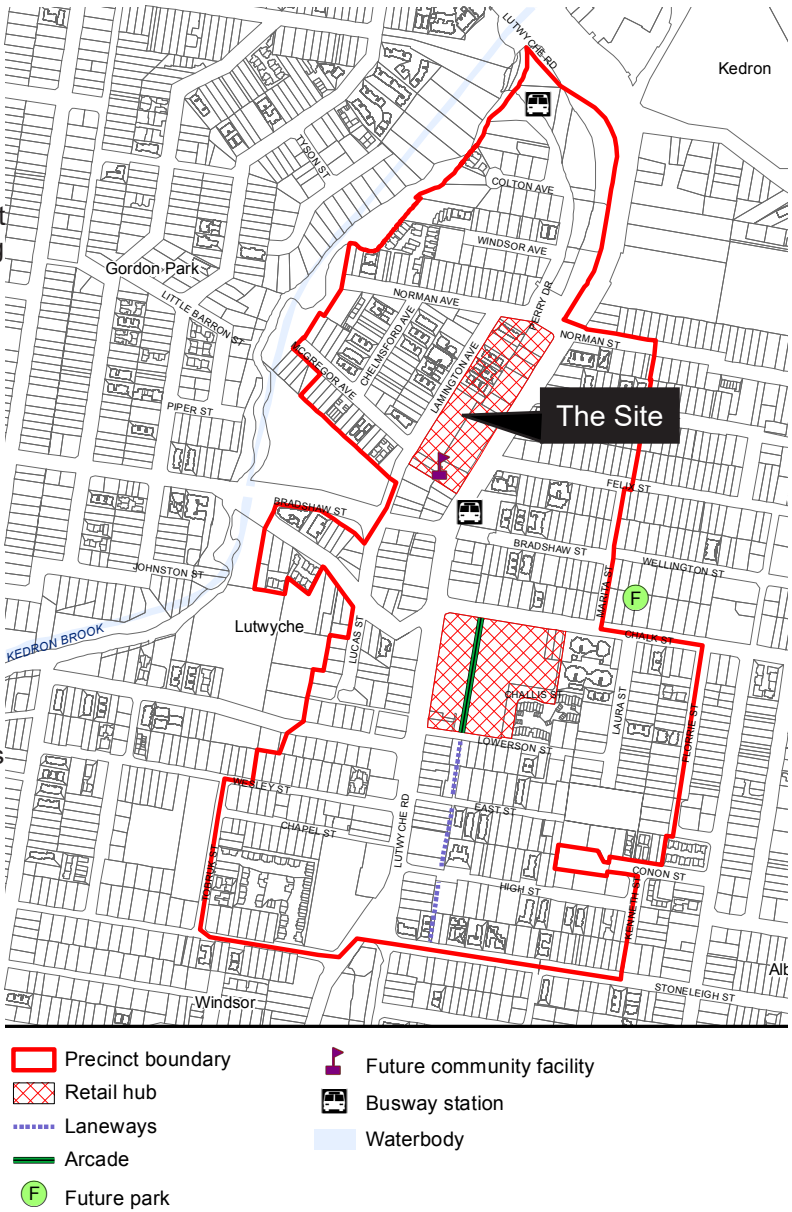 LUTWYCHE RD
Kedron
TYSON ST
COLTON AVE
t
g
WINDSOR AVE
Gordon Park
LITTLE BARRON ST
NORMAN AVE
PERRY DR
CHELMSFORD AVE
NORMAN ST
MCGREGOR AVE
LAMINGTON AVE
PIPER ST
The Site
FELIX ST
BRADSHAW ST
BRADSHAW ST
WELLINGTON ST
JOHNSTON ST
MARITA ST
F
Lutwyche
LUCAS ST
CHALK ST
KEDRON BROOK
CHALLIS ST
LAURA ST
FLORRIE ST
LOWERSON ST
s
WESLEY ST
EAST ST
LUTWYCHE RD
CHAPEL ST
TOBRUK ST
CONON ST
HIGH ST
KENNETH ST
Alb
STONELEIGH ST
Windsor
Precinct boundary
Retail hub
Laneways
Arcade
F Future park
Future community facility
Busway station
Waterbody